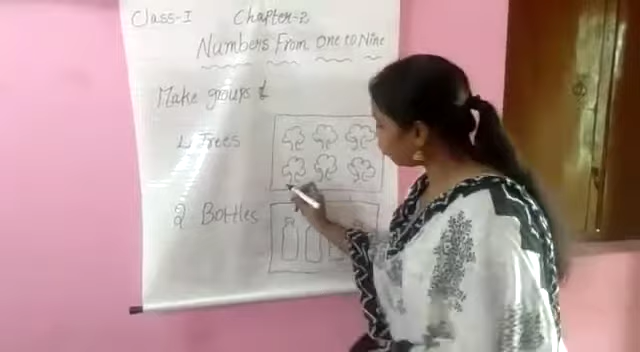 Class-I Chapter-2
Numbers From One to Nine
Make groups
Trees
2 Bottles